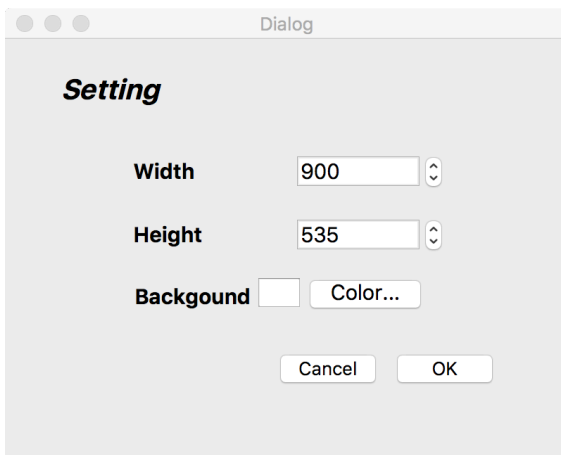 Dialog
Setting
Width 900
Height 535
Backgound Color...
Cancel OK